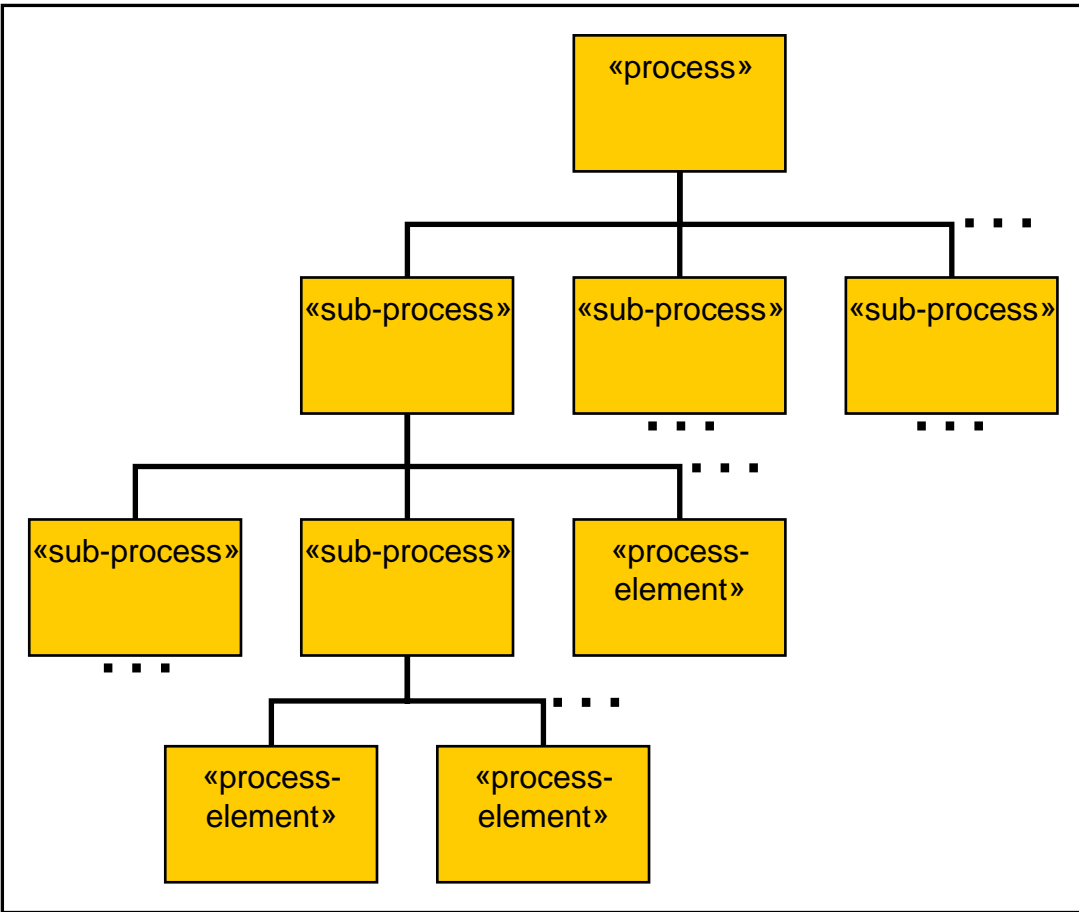 «process»
«sub-process»
«sub-process»
«sub-process»
«sub-process»
«sub-process»
«process-
element»
«process-
element»
«process-
element»